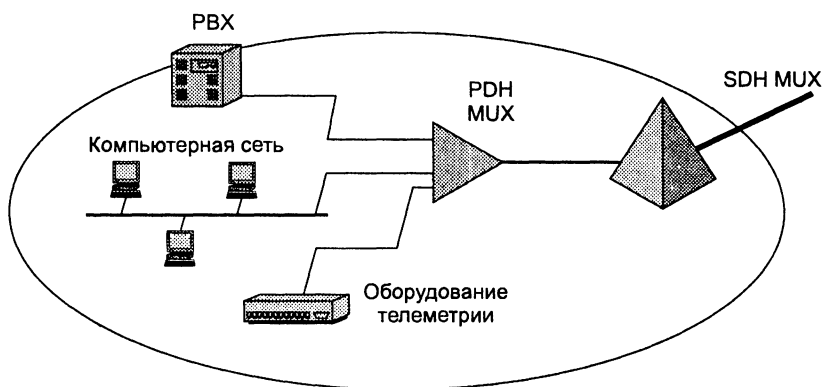 PBX
PDH
MUX
SDH MUX
Компьютерная сеть
Оборудование
телеметрии